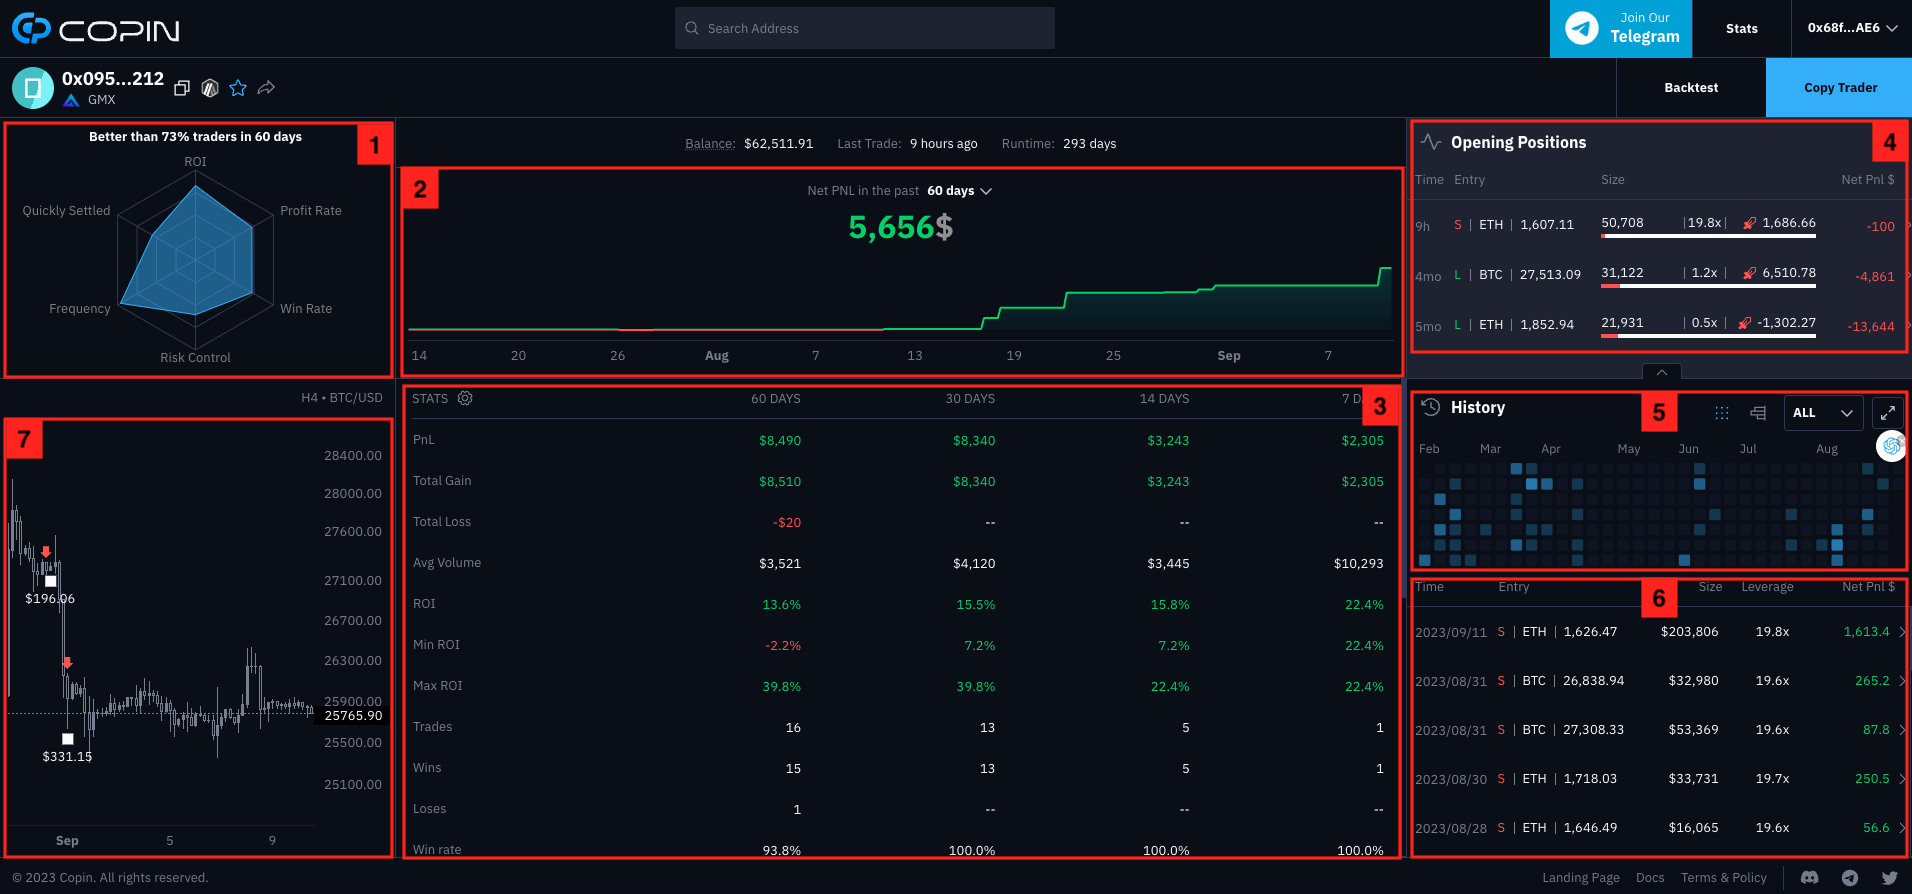 COPIN
Search Address
Join Our
Telegram
Stats
0x68f...AE6
0x095...212
GMX
Backtest
Copy Trader
Better than 73% traders in 60 days
1
ROI
Quickly Settled
Profit Rate
Frequency
Win Rate
Risk Control
Balance: $62,511.91 Last Trade: 9 hours ago Runtime: 293 days
2
Net PNL in the past 60 days
5,656$
14 20 26 Aug 7 13 19 25 Sep 7
4
Opening Positions
Time Entry Size Net Pnl $
9h S | ETH | 1,607.11 50,708 |19.8x| 1,686.66 -100
4mo L | BTC | 27,513.09 31,122 | 1.2x | 6,510.78 -4,861
5mo L | ETH | 1,852.94 21,931 | 0.5x | -1,302.27 -13,644
3
STATS 60 DAYS 30 DAYS 14 DAYS 7 D
PnL $8,490 $8,340 $3,243 $2,305
Total Gain $8,510 $8,340 $3,243 $2,305
Total Loss -$20 -- -- --
Avg Volume $3,521 $4,120 $3,445 $10,293
ROI 13.6% 15.5% 15.8% 22.4%
Min ROI -2.2% 7.2% 7.2% 22.4%
Max ROI 39.8% 39.8% 22.4% 22.4%
Trades 16 13 5 1
Wins 15 13 5 1
Loses 1 -- -- --
Win rate 93.8% 100.0% 100.0% 100.0%
5
History
ALL
Feb Mar Apr May Jun Jul Aug
6
Time Entry Size Leverage Net Pnl $
2023/09/11 S | ETH | 1,626.47 $203,806 19.8x 1,613.4
2023/08/31 S | BTC | 26,838.94 $32,980 19.6x 265.2
2023/08/31 S | BTC | 27,308.33 $53,369 19.6x 87.8
2023/08/30 S | ETH | 1,718.03 $33,731 19.7x 250.5
2023/08/28 S | ETH | 1,646.49 $16,065 19.6x 56.6
H4 • BTC/USD
7
28400.00
28000.00
27600.00
27100.00
$196.06
26700.00
26300.00
25900.00
25765.90
25500.00
$331.15
25100.00
Sep 5 9
© 2023 Copin. All rights reserved.
Landing Page Docs Terms & Policy